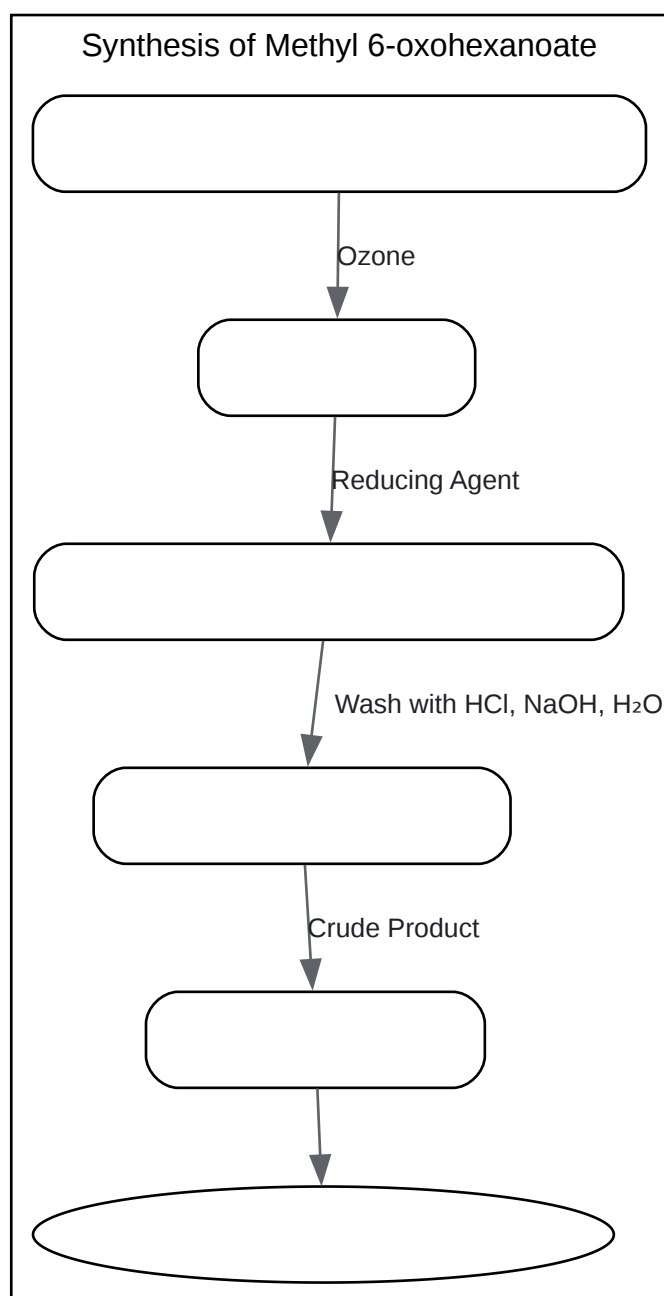 Synthesis of Methyl 6-oxohexanoate
Ozone
Reducing Agent
Wash with HCl, NaOH, H₂O
Crude Product